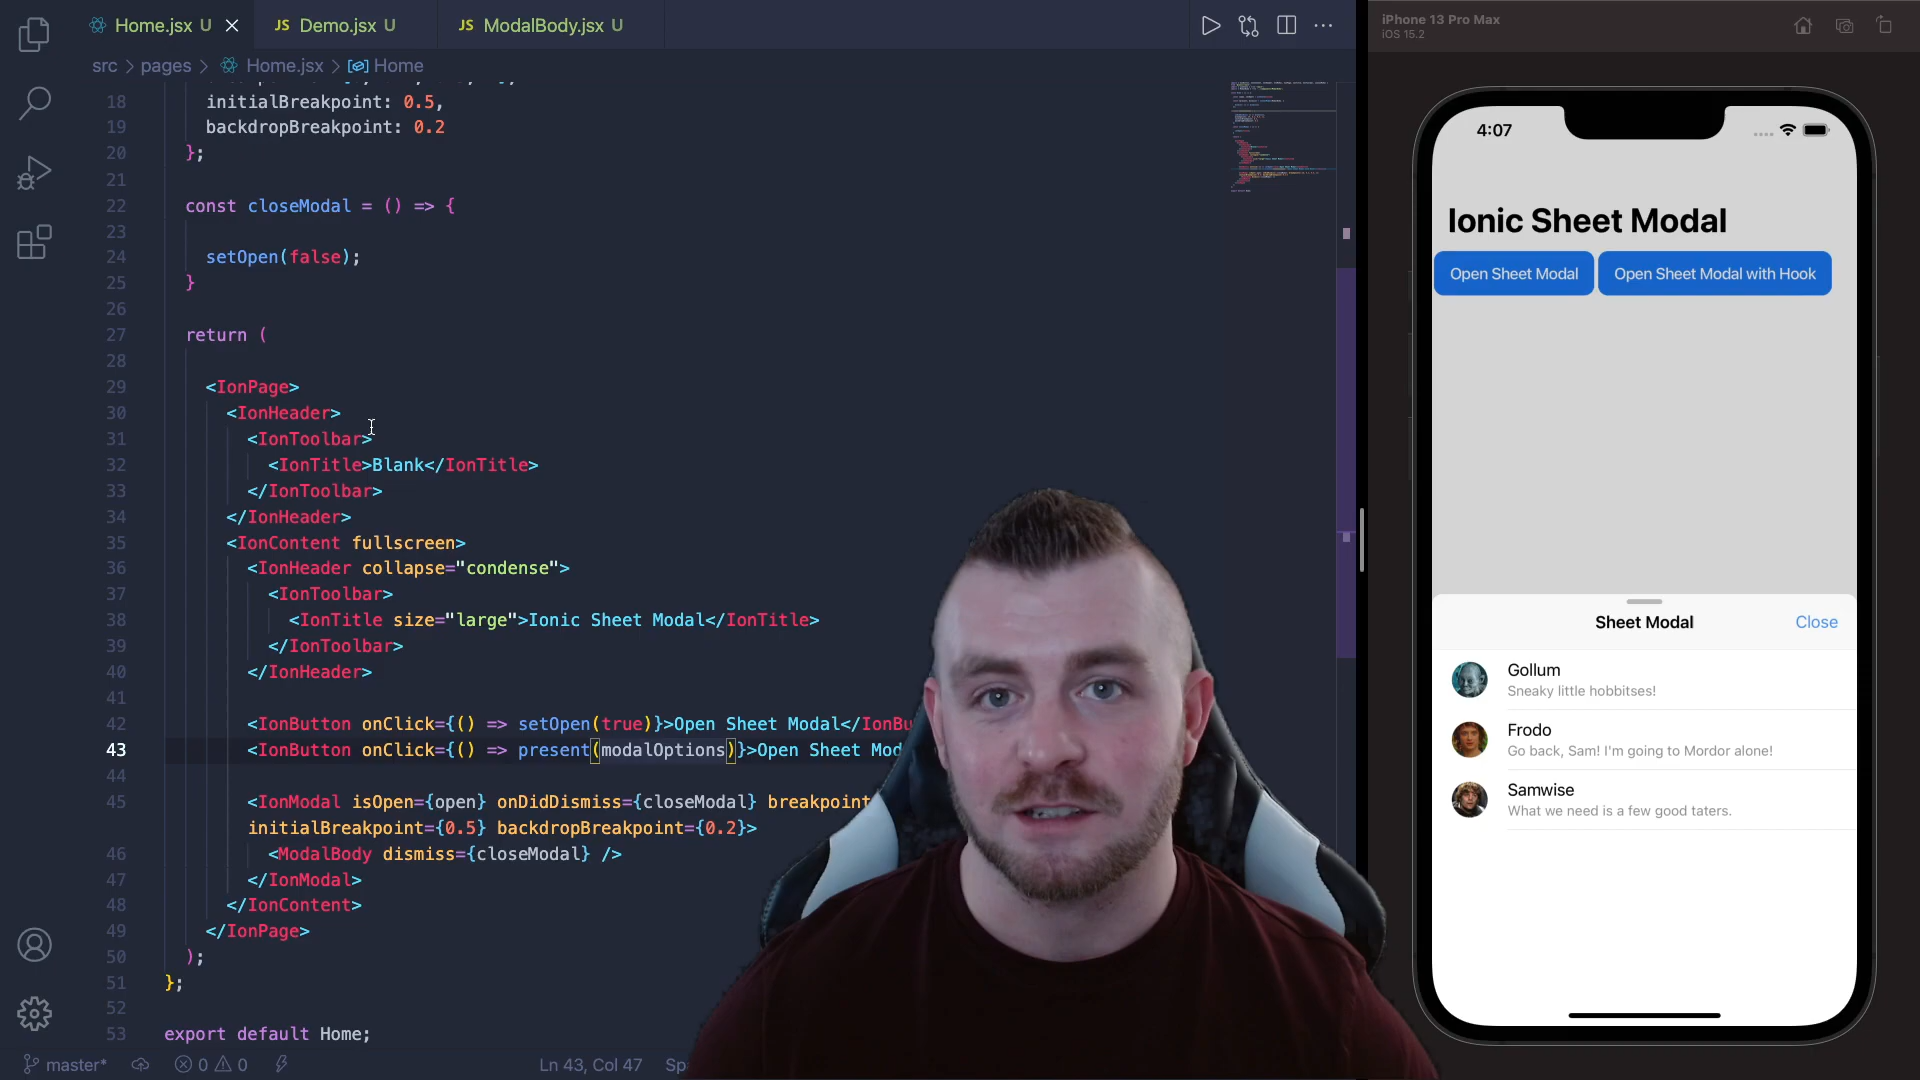 Home.jsx U
JS Demo.jsx U
JS ModalBody.jsx U
src > pages > Home.jsx > Home
18 initialBreakpoint: 0.5,
19 backdropBreakpoint: 0.2
20 };
21
22 const closeModal = () => {
23
24 setOpen(false);
25 }
26
27 return (
28
29 <IonPage>
30 <IonHeader>
31 <IonToolbar>
32 <IonTitle>Blank</IonTitle>
33 </IonToolbar>
34 </IonHeader>
35 <IonContent fullscreen>
36 <IonHeader collapse="condense">
37 <IonToolbar>
38 <IonTitle size="large">Ionic Sheet Modal</IonTitle>
39 </IonToolbar>
40 </IonHeader>
41
42 <IonButton onClick={() => setOpen(true)}>Open Sheet Modal</IonBu
43 <IonButton onClick={() => present(modalOptions)}>Open Sheet Mod
44
45 <IonModal isOpen={open} onDidDismiss={closeModal} breakpoint
initialBreakpoint={0.5} backdropBreakpoint={0.2}>
46 <ModalBody dismiss={closeModal} />
47 </IonModal>
48 </IonContent>
49 </IonPage>
50 );
51 };
52
53 export default Home;
master* 0 0 Ln 43, Col 47 Sp
iPhone 13 Pro Max
iOS 15.2
4:07
Ionic Sheet Modal
Open Sheet Modal
Open Sheet Modal with Hook
Sheet Modal
Close
Gollum
Sneaky little hobbitses!
Frodo
Go back, Sam! I'm going to Mordor alone!
Samwise
What we need is a few good taters.